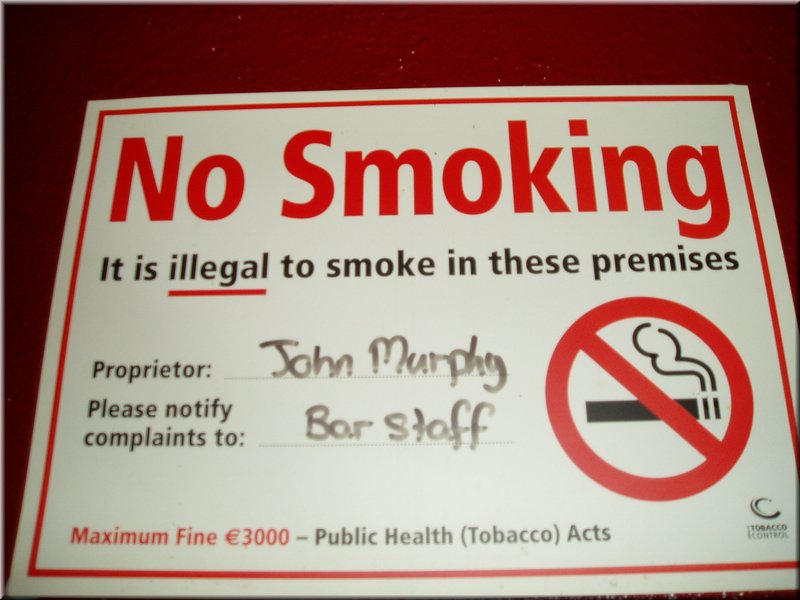 No Smoking
It is illegal to smoke in these premises
Proprietor: John Murphy
Please notify
complaints to: Bar Staff
Maximum Fine €3000 – Public Health (Tobacco) Acts
TOBACCO
CONTROL